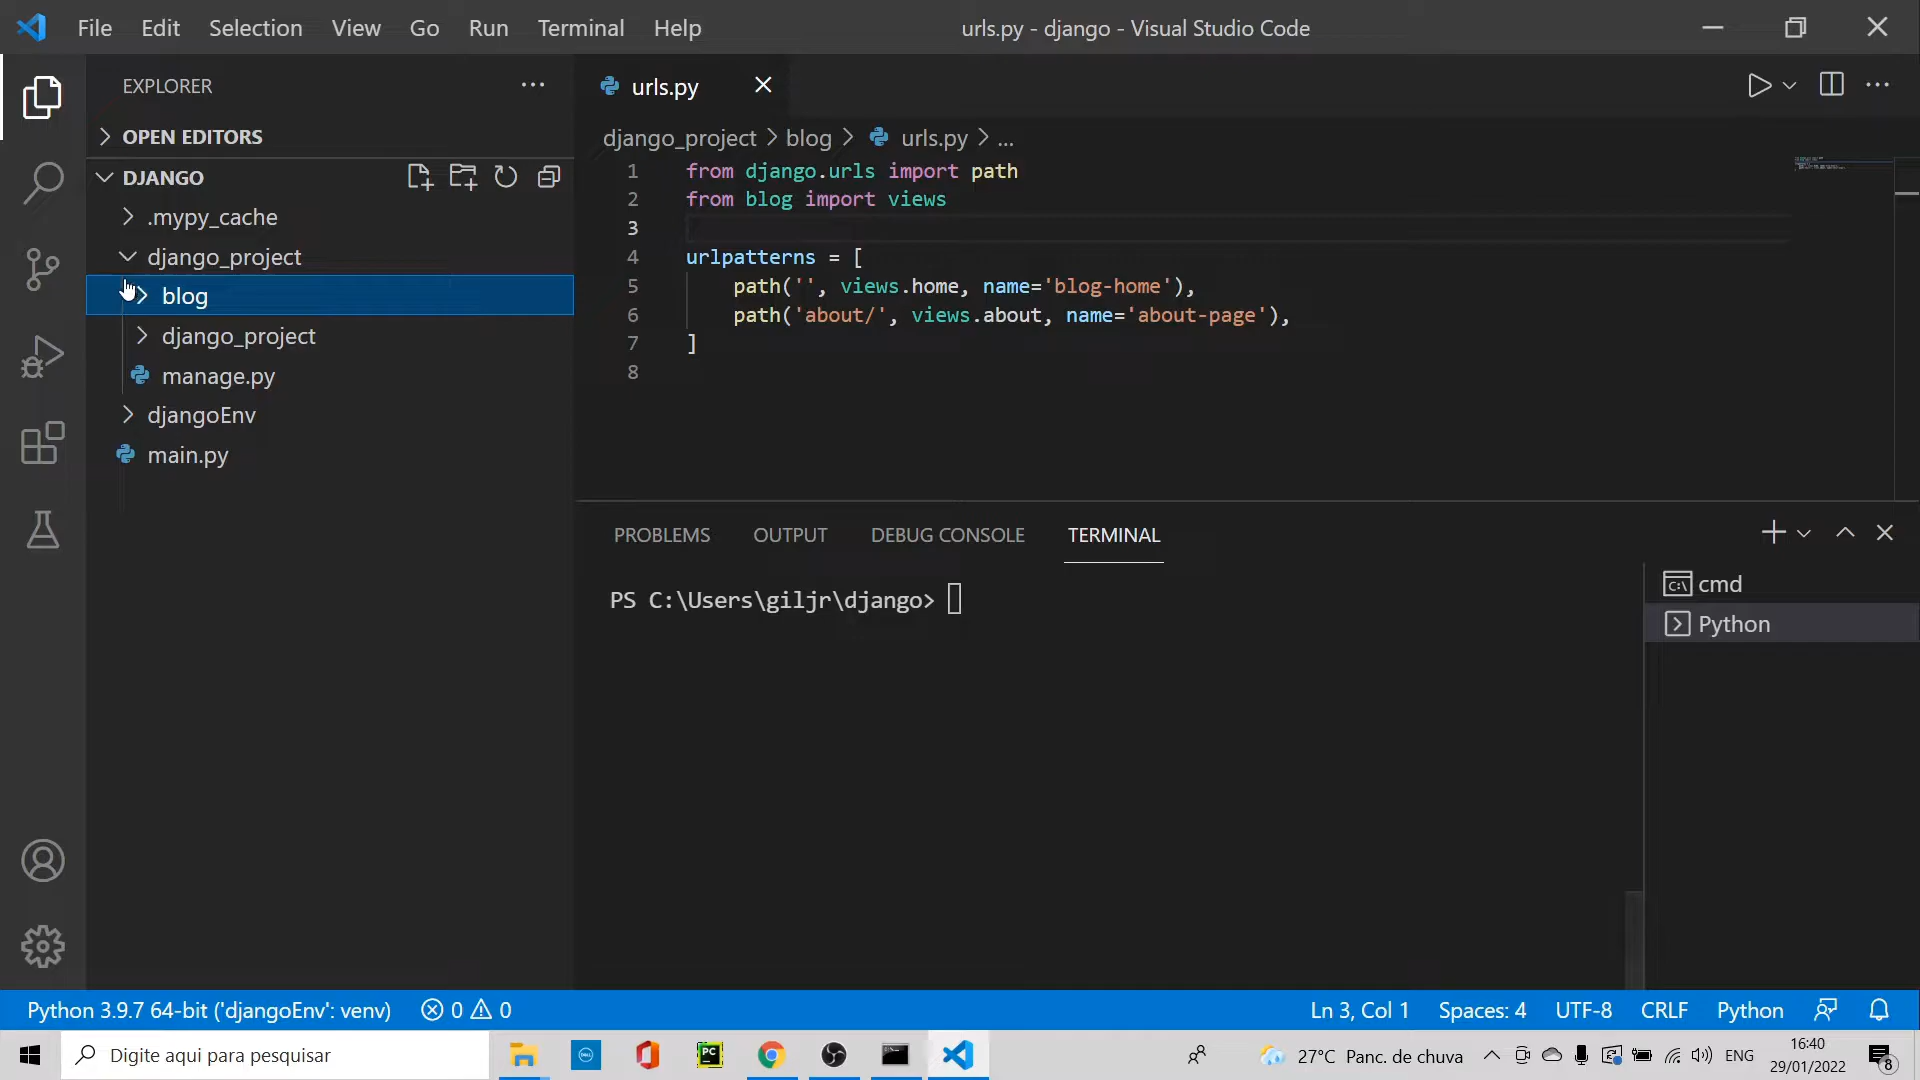 File Edit Selection View Go Run Terminal Help
urls.py - django - Visual Studio Code
EXPLORER
OPEN EDITORS
DJANGO
.mypy_cache
django_project
blog
django_project
manage.py
djangoEnv
main.py
urls.py
django_project > blog > urls.py > ...
1 from django.urls import path
2 from blog import views
3
4 urlpatterns = [
5 path('', views.home, name='blog-home'),
6 path('about/', views.about, name='about-page'),
7 ]
8
PROBLEMS OUTPUT DEBUG CONSOLE TERMINAL
PS C:\Users\giljr\django>
cmd
Python
Python 3.9.7 64-bit ('djangoEnv': venv) 0 0
Ln 3, Col 1 Spaces: 4 UTF-8 CRLF Python
Digite aqui para pesquisar
27°C Panc. de chuva
ENG
16:40
29/01/2022
8